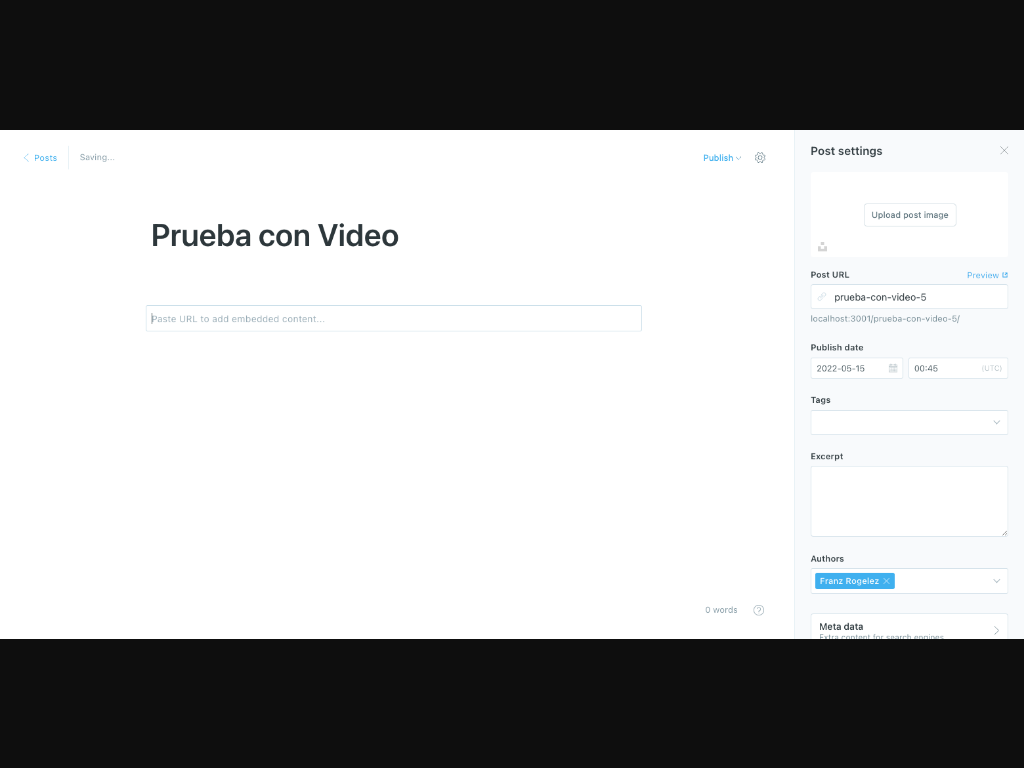 Posts
Saving...
Publish
Post settings
Upload post image
Prueba con Video
Post URL
Preview
prueba-con-video-5
localhost:3001/prueba-con-video-5/
Paste URL to add embedded content...
Publish date
2022-05-15
00:45
(UTC)
Tags
Excerpt
Authors
Franz Rogelez
0 words
?
Meta data
Extra content for search engines